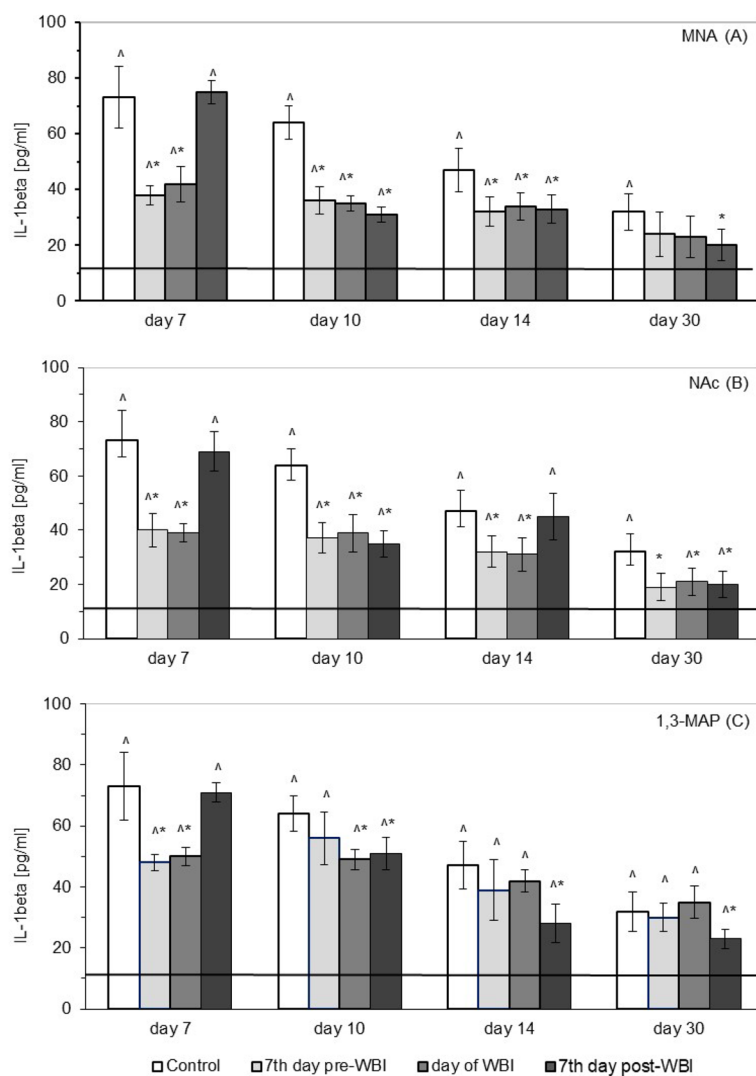 100
MNA (A)
^ ^ ^ ^* ^* ^ ^* ^* ^* ^ ^* ^* ^* ^ *
80
60
40
20
0
IL-1beta [pg/ml]
day 7 day 10 day 14 day 30
100
NAc (B)
^ ^* ^* ^ ^ ^* ^* ^* ^ ^* ^* ^ ^ * ^* ^*
80
60
40
20
0
IL-1beta [pg/ml]
day 7 day 10 day 14 day 30
100
1,3-MAP (C)
^ ^* ^* ^ ^ ^ ^* ^* ^ ^ ^ ^* ^ ^ ^ ^*
80
60
40
20
0
IL-1beta [pg/ml]
day 7 day 10 day 14 day 30
Control 7th day pre-WBI day of WBI 7th day post-WBI